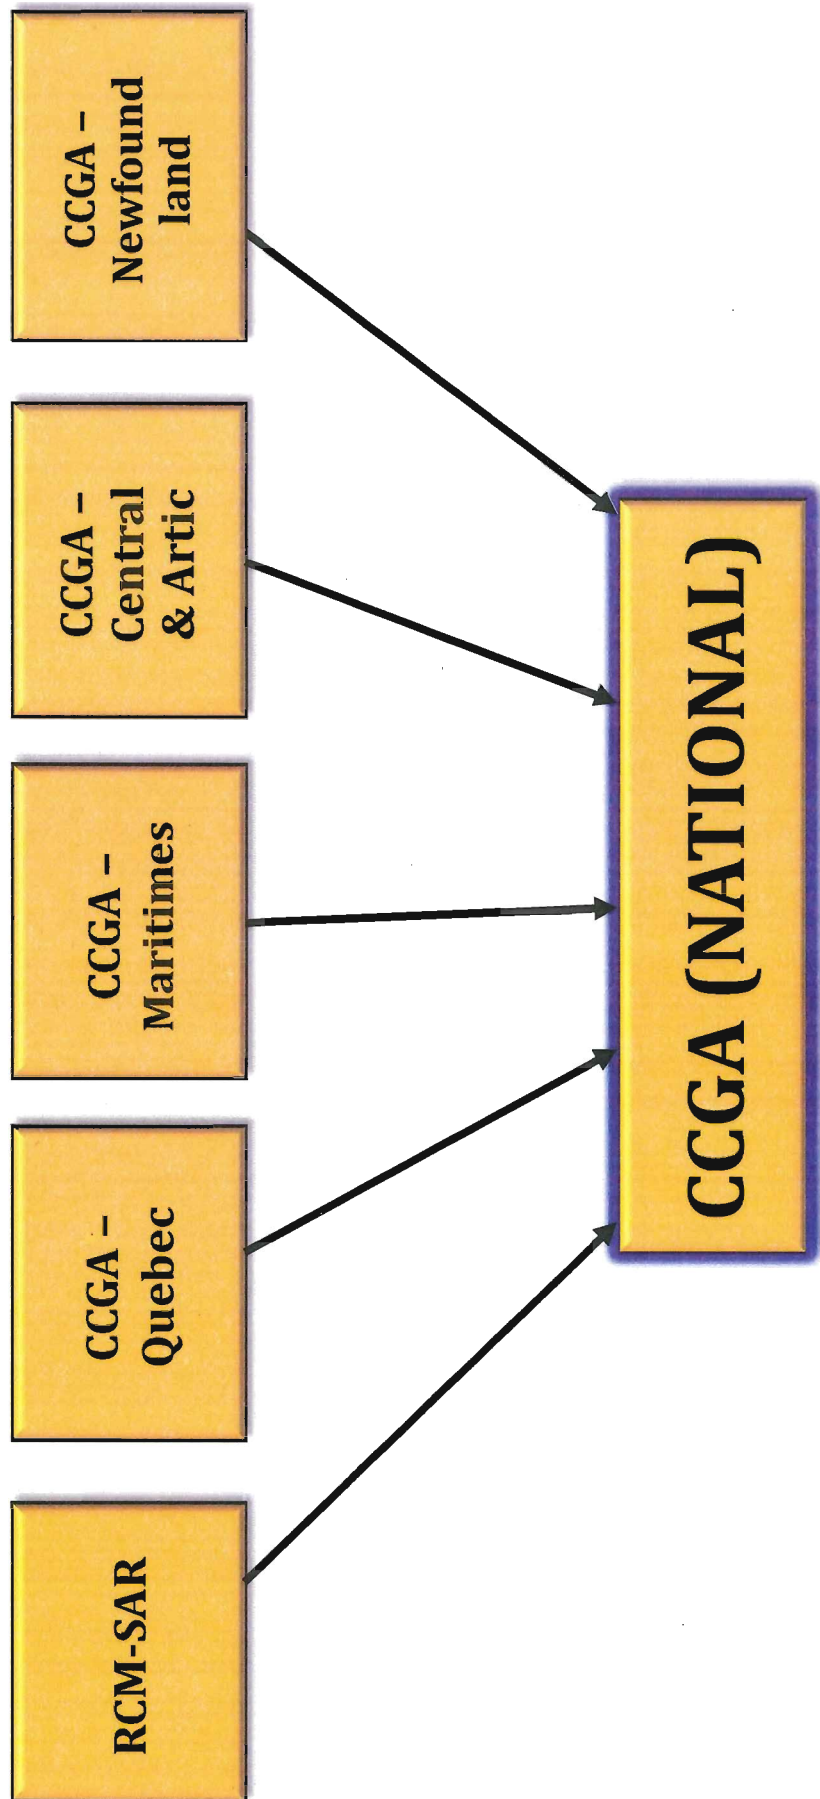 RCM-SAR
CCGA –
Quebec
CCGA –
Maritimes
CCGA –
Central
& Artic
CCGA –
Newfound
land
CCGA (NATIONAL)